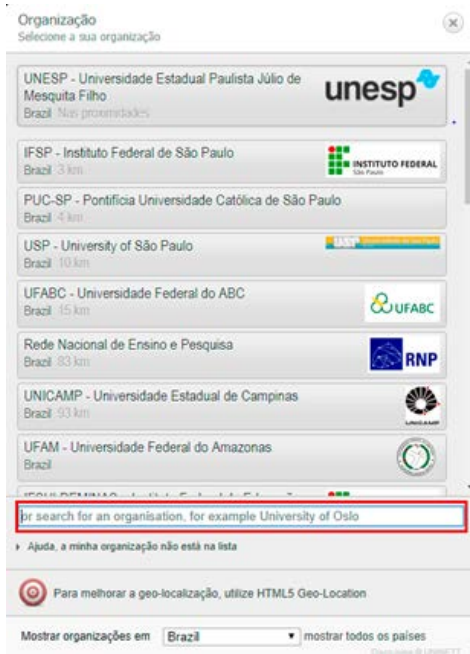 Organização
Selecione a sua organização
UNESP - Universidade Estadual Paulista Júlio de
Mesquita Filho
Brazil Nas proximidades
unesp
IFSP - Instituto Federal de São Paulo
Brazil 3 km
INSTITUTO FEDERAL
São Paulo
PUC-SP - Pontifícia Universidade Católica de São Paulo
Brazil 4 km
USP - University of São Paulo
Brazil 10 km
UFABC - Universidade Federal do ABC
Brazil 15 km
UFABC
Rede Nacional de Ensino e Pesquisa
Brazil 83 km
RNP
UNICAMP - Universidade Estadual de Campinas
Brazil 93 km
UNICAMP
UFAM - Universidade Federal do Amazonas
Brazil
or search for an organisation, for example University of Oslo
Ajuda, a minha organização não está na lista
Para melhorar a geo-localização, utilize HTML5 Geo-Location
Mostrar organizações em Brazil mostrar todos os países